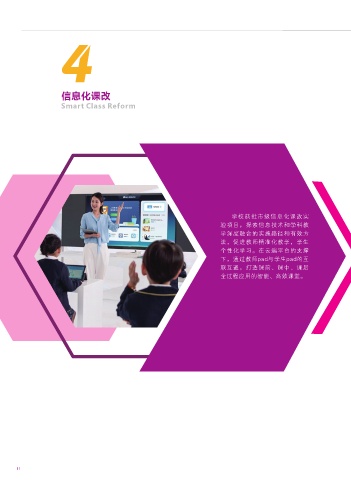 4
信息化课改
Smart Class Reform
学校获批市级信息化课改实
验项目，探索信息技术和学科教
学深度融合的实施路径和有效方
法，促进教师精准化教学、学生
个性化学习。在云端平台的支撑
下，通过教师pad与学生pad的互
联互通，打造课前、课中、课后
全过程应用的智能、高效课堂。